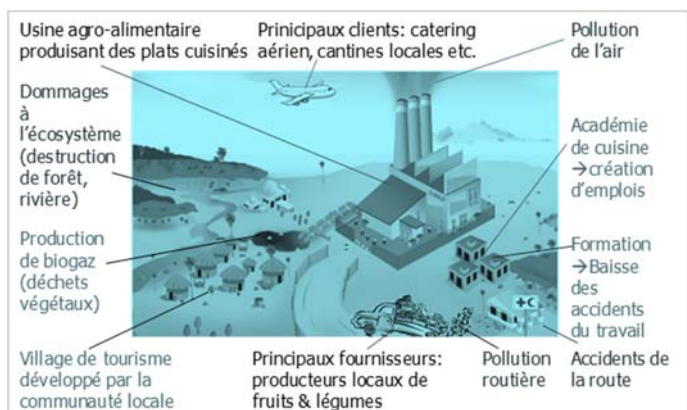 Usine agro-alimentaire
produisant des plats cuisinés
Prinicipaux clients: catering
aérien, cantines locales etc.
Pollution
de l'air
Dommages
à
l'écosystème
(destruction
de forêt,
rivière)
Académie
de cuisine
→création
d'emplois
Production
de biogaz
(déchets
végétaux)
Formation
→Baisse
des
accidents
du travail
Village de tourisme
développé par la
communauté locale
Principaux fournisseurs:
producteurs locaux de
fruits & légumes
Pollution
routière
Accidents de
la route